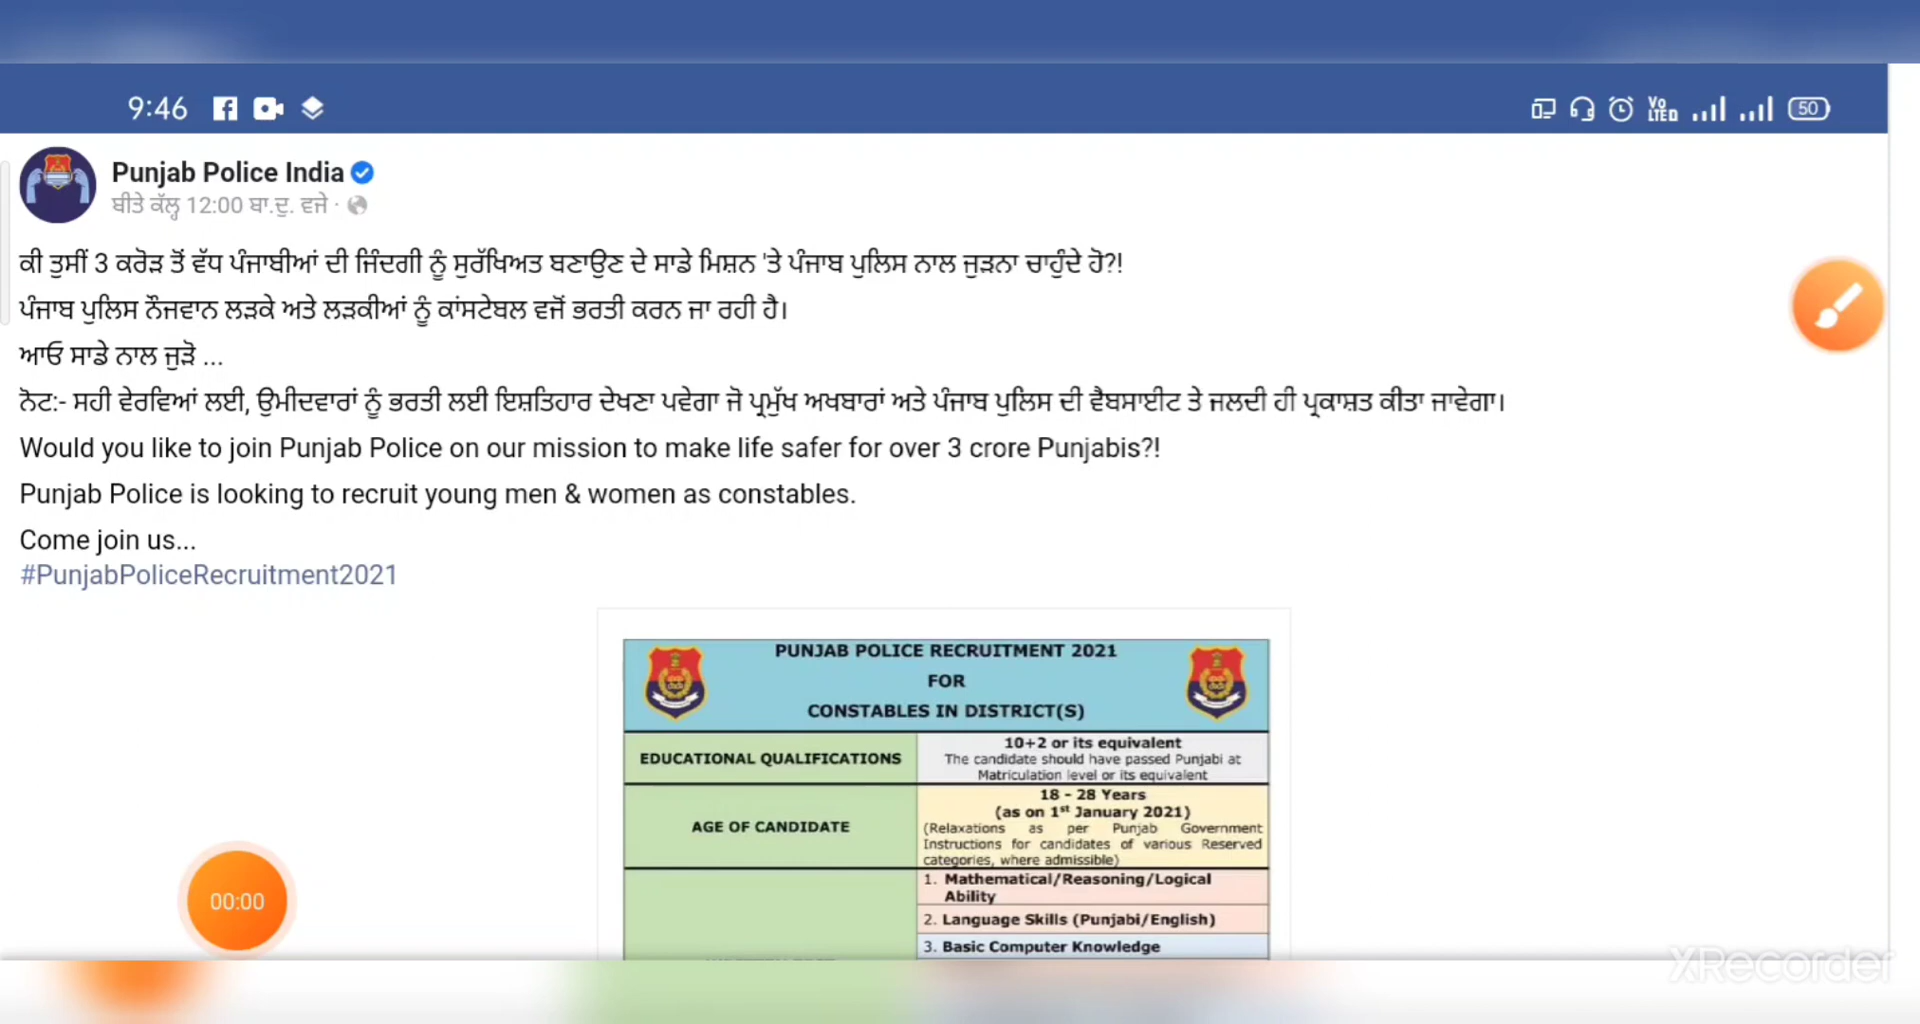 9:46
Vo LTED
50
Punjab Police India
ਬੀਤੇ ਕੱਲ੍ਹ 12:00 ਬਾ.ਦੁ. ਵਜੇ ·
ਕੀ ਤੁਸੀਂ 3 ਕਰੋੜ ਤੋਂ ਵੱਧ ਪੰਜਾਬੀਆਂ ਦੀ ਜਿੰਦਗੀ ਨੂੰ ਸੁਰੱਖਿਅਤ ਬਣਾਉਣ ਦੇ ਸਾਡੇ ਮਿਸ਼ਨ 'ਤੇ ਪੰਜਾਬ ਪੁਲਿਸ ਨਾਲ ਜੁੜਨਾ ਚਾਹੁੰਦੇ ਹੋ?!
ਪੰਜਾਬ ਪੁਲਿਸ ਨੌਜਵਾਨ ਲੜਕੇ ਅਤੇ ਲੜਕੀਆਂ ਨੂੰ ਕਾਂਸਟੇਬਲ ਵਜੋਂ ਭਰਤੀ ਕਰਨ ਜਾ ਰਹੀ ਹੈ।
ਆਓ ਸਾਡੇ ਨਾਲ ਜੁੜੋ ...
ਨੋਟ:- ਸਹੀ ਵੇਰਵਿਆਂ ਲਈ, ਉਮੀਦਵਾਰਾਂ ਨੂੰ ਭਰਤੀ ਲਈ ਇਸ਼ਤਿਹਾਰ ਦੇਖਣਾ ਪਵੇਗਾ ਜੋ ਪ੍ਰਮੁੱਖ ਅਖਬਾਰਾਂ ਅਤੇ ਪੰਜਾਬ ਪੁਲਿਸ ਦੀ ਵੈਬਸਾਈਟ ਤੇ ਜਲਦੀ ਹੀ ਪ੍ਰਕਾਸ਼ਤ ਕੀਤਾ ਜਾਵੇਗਾ।
Would you like to join Punjab Police on our mission to make life safer for over 3 crore Punjabis?!
Punjab Police is looking to recruit young men & women as constables.
Come join us...
#PunjabPoliceRecruitment2021
PUNJAB POLICE RECRUITMENT 2021
FOR
CONSTABLES IN DISTRICT(S)
EDUCATIONAL QUALIFICATIONS
10+2 or its equivalent
The candidate should have passed Punjabi at
Matriculation level or its equivalent
AGE OF CANDIDATE
18 - 28 Years
(as on 1st January 2021)
(Relaxations as per Punjab Government
Instructions for candidates of various Reserved
categories, where admissible)
1. Mathematical/Reasoning/Logical
Ability
2. Language Skills (Punjabi/English)
3. Basic Computer Knowledge
00:00
XRecorder